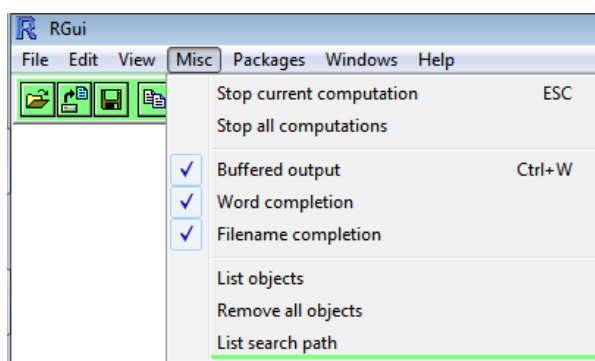 RGui
File Edit View Misc Packages Windows Help
Stop current computation ESC
Stop all computations
Buffered output Ctrl+W
Word completion
Filename completion
List objects
Remove all objects
List search path